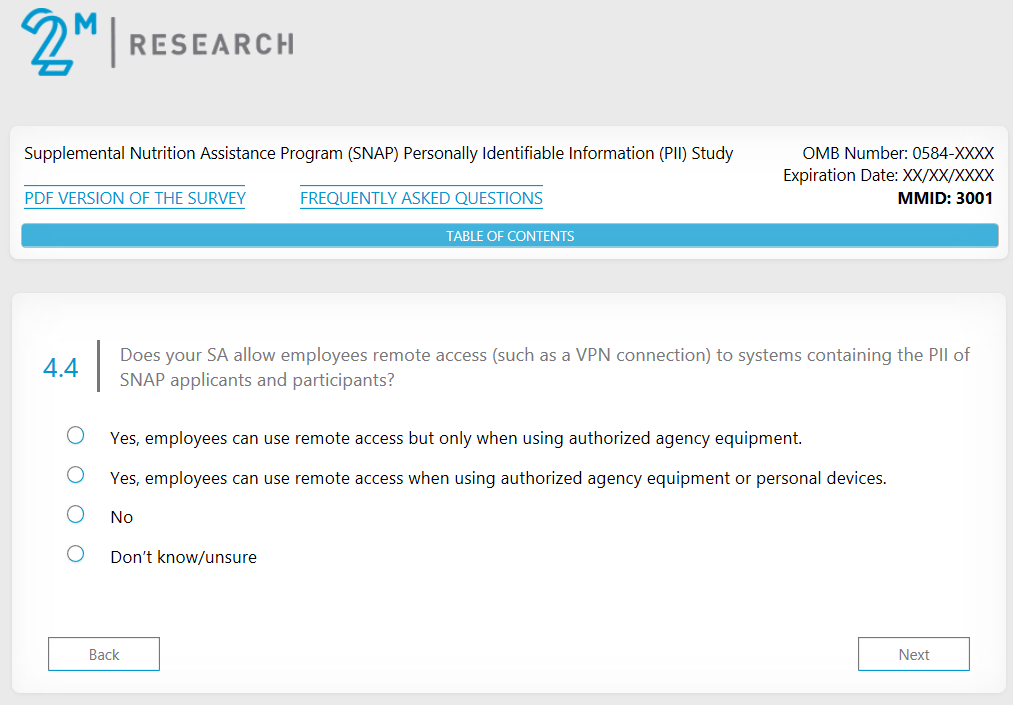 2M RESEARCH
Supplemental Nutrition Assistance Program (SNAP) Personally Identifiable Information (PII) Study
OMB Number: 0584-XXXX
Expiration Date: XX/XX/XXXX
PDF VERSION OF THE SURVEY
FREQUENTLY ASKED QUESTIONS
MMID: 3001
TABLE OF CONTENTS
4.4
Does your SA allow employees remote access (such as a VPN connection) to systems containing the PII of
SNAP applicants and participants?
Yes, employees can use remote access but only when using authorized agency equipment.
Yes, employees can use remote access when using authorized agency equipment or personal devices.
No
Don’t know/unsure
Back
Next